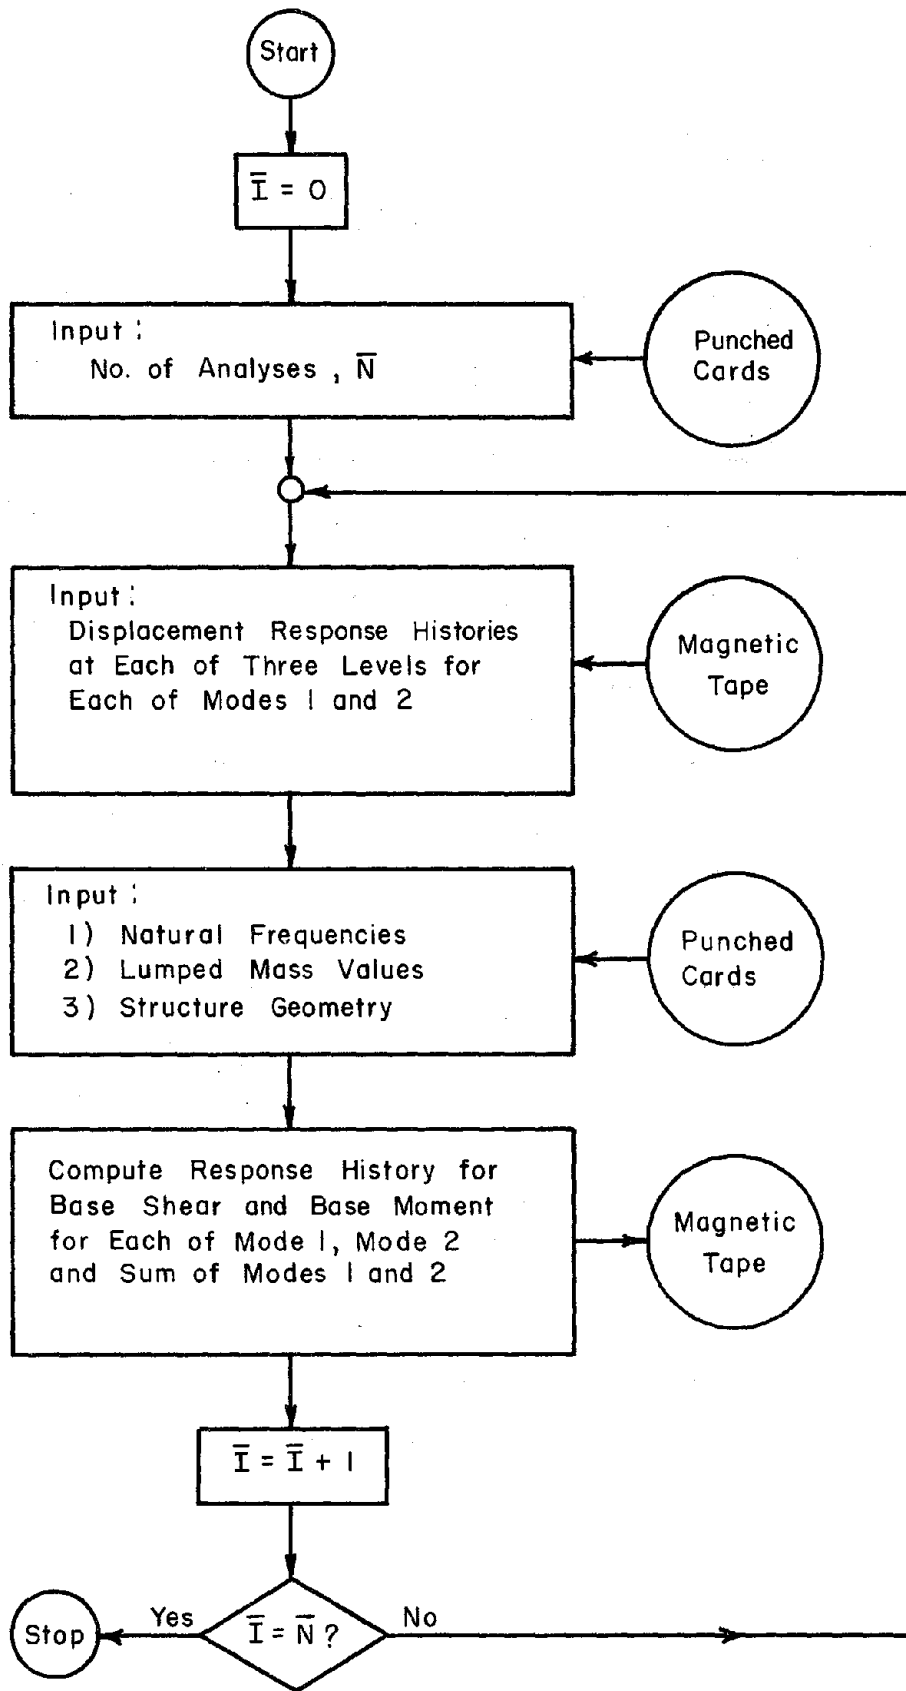 Start
Ī = 0
Input :
No. of Analyses , N̄
Punched
Cards
Input :
Displacement Response Histories
at Each of Three Levels for
Each of Modes 1 and 2
Magnetic
Tape
Input :
1) Natural Frequencies
2) Lumped Mass Values
3) Structure Geometry
Punched
Cards
Compute Response History for
Base Shear and Base Moment
for Each of Mode 1, Mode 2
and Sum of Modes 1 and 2
Magnetic
Tape
Ī = Ī + 1
Stop
Yes
Ī = N̄ ?
No